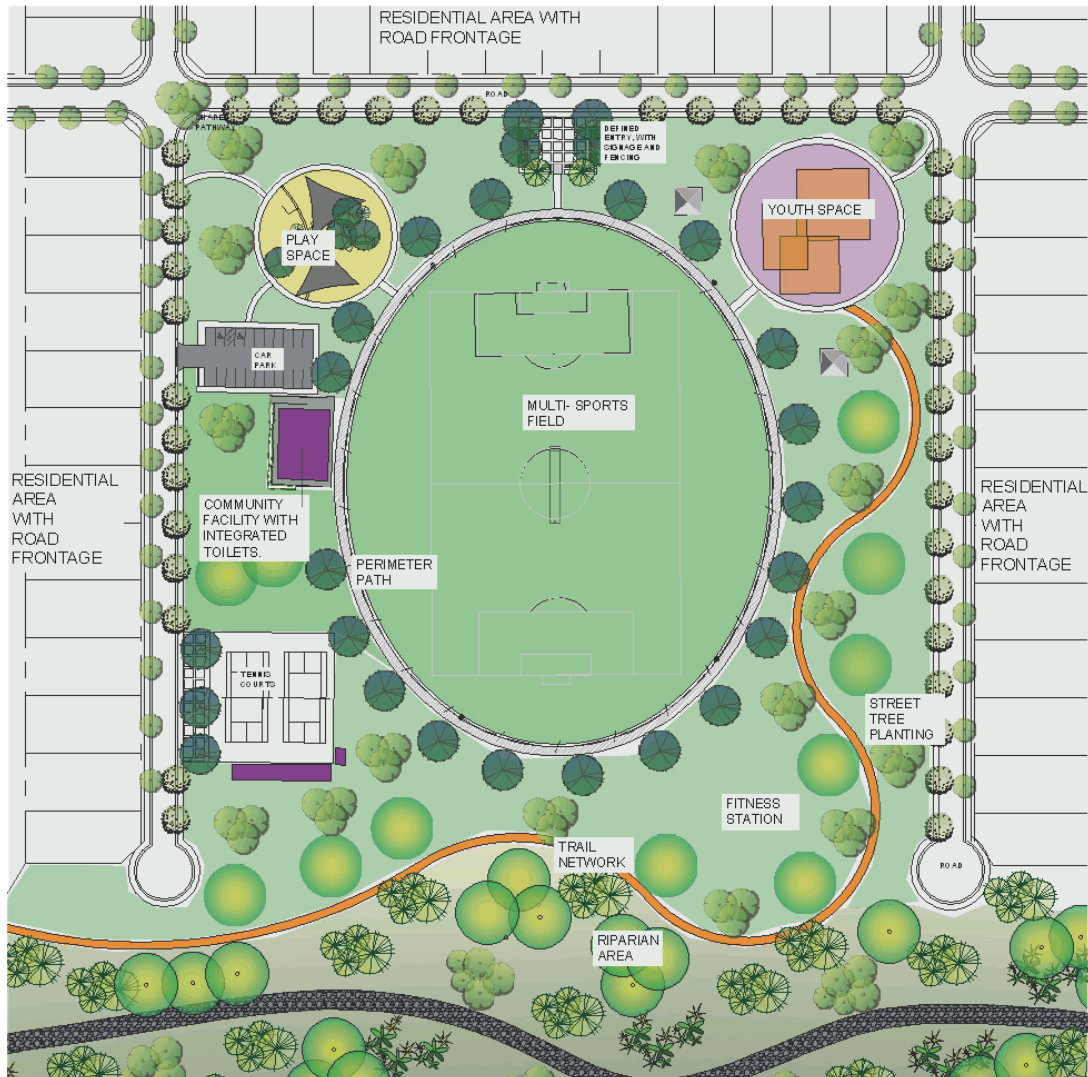 RESIDENTIAL AREA WITH
ROAD FRONTAGE
ROAD
PATHWAY
DEFINED
ENTRY, WITH
SIGNAGE AND
FENCING
YOUTH SPACE
PLAY
SPACE
CAR
PARK
MULTI- SPORTS
FIELD
RESIDENTIAL
AREA
WITH
ROAD
FRONTAGE
COMMUNITY
FACILITY WITH
INTEGRATED
TOILETS.
RESIDENTIAL
AREA
WITH
ROAD
FRONTAGE
PERIMETER
PATH
TENNIS
COURTS
STREET
TREE
PLANTING
FITNESS
STATION
TRAIL
NETWORK
ROAD
RIPARIAN
AREA